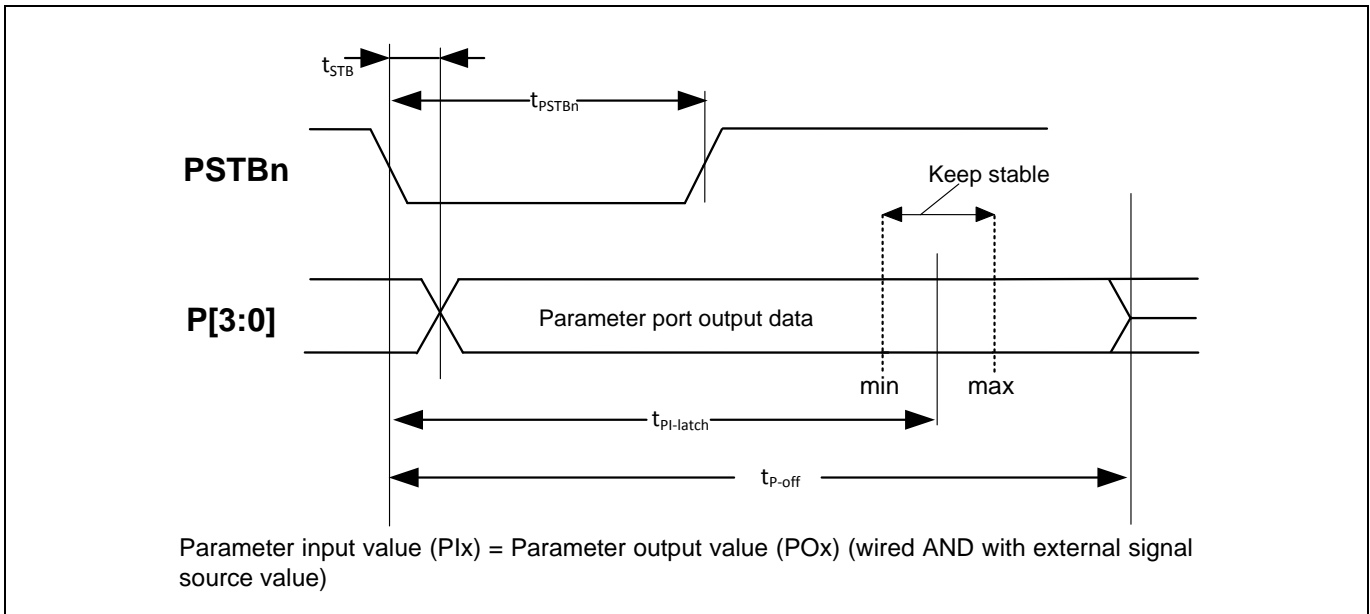 tSTB
tPSTBn
PSTBn
Keep stable
P[3:0]
Parameter port output data
min
max
tPI-latch
tP-off
Parameter input value (PIx) = Parameter output value (POx) (wired AND with external signal
source value)